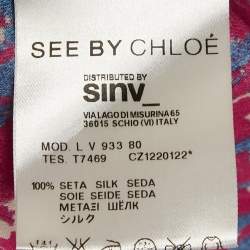 SEE BY CHLOÉ
DISTRIBUTED BY
sinv_
VIA LAGO DI MISURINA 65
36015 SCHIO (VI) ITALY
MOD. L V 933 80
TES. T7469 CZ1220122*
100% SETA SILK SEDA
SOIE SEIDE SEDA
ΜΕΤΑΞΙ ШЁЛК
シルク